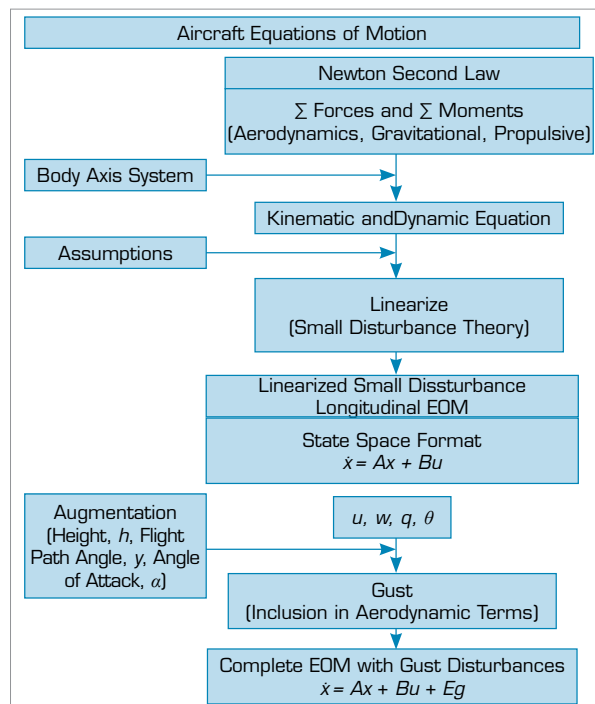 Aircraft Equations of Motion
Newton Second Law
∑ Forces and ∑ Moments
(Aerodynamics, Gravitational, Propulsive)
Body Axis System
Kinematic andDynamic Equation
Assumptions
Linearize
(Small Disturbance Theory)
Linearized Small Dissturbance
Longitudinal EOM
State Space Format
ẋ = Ax + Bu
Augmentation
(Height, h, Flight
Path Angle, y, Angle
of Attack, α)
u, w, q, θ
Gust
(Inclusion in Aerodynamic Terms)
Complete EOM with Gust Disturbances
ẋ = Ax + Bu + Eg